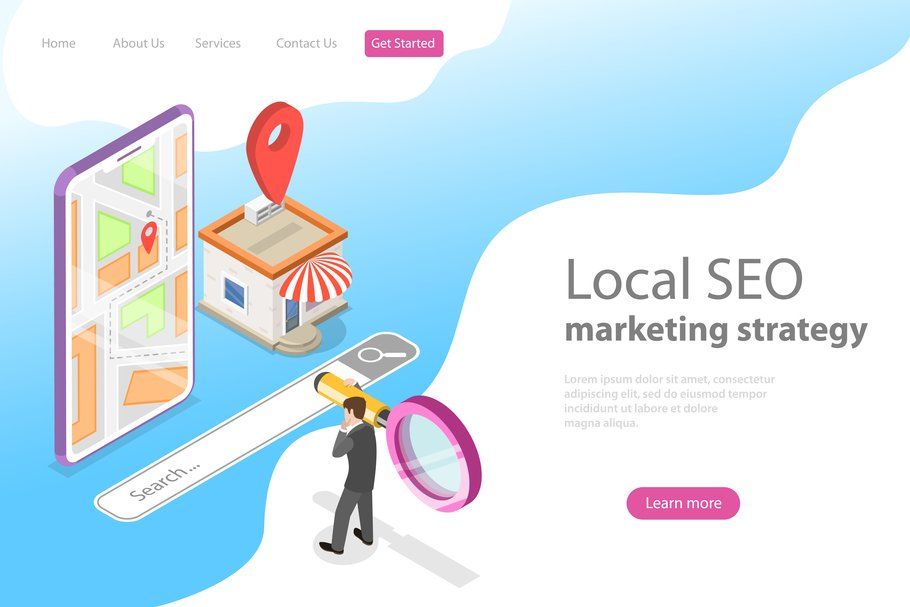 Home About Us Services Contact Us Get Started
Local SEO
marketing strategy
Lorem ipsum dolor sit amet, consectetur
adipiscing elit, sed do eiusmod tempor
incididunt ut labore et dolore
magna aliqua.
Search...
Learn more